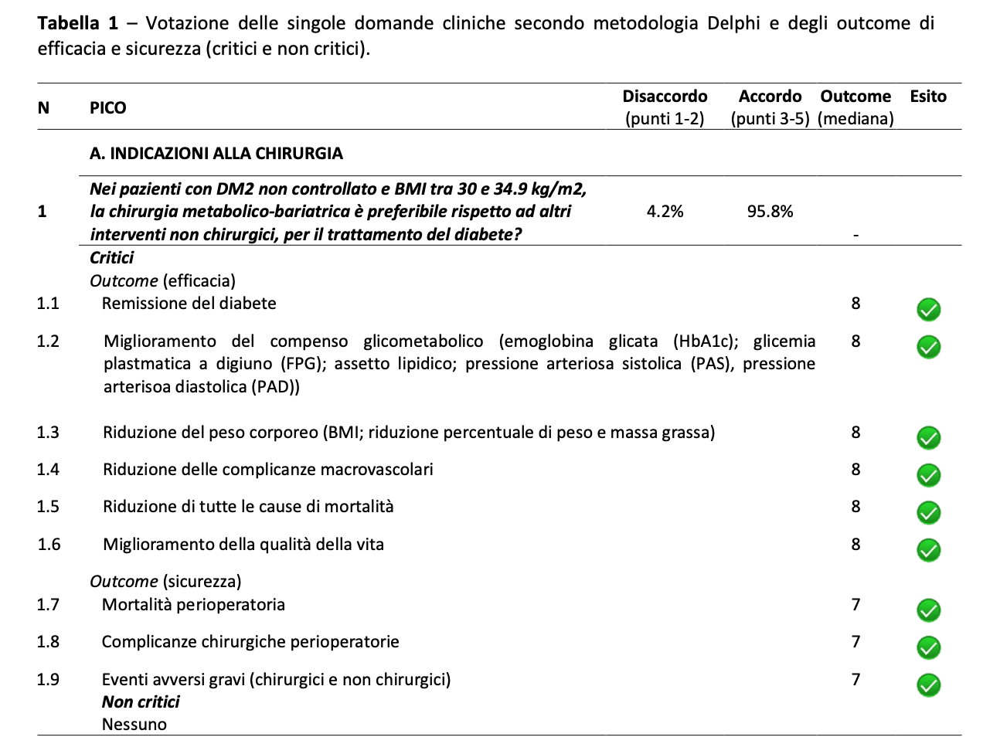 Tabella 1 – Votazione delle singole domande cliniche secondo metodologia Delphi e degli outcome di
efficacia e sicurezza (critici e non critici).
N PICO Disaccordo (punti 1-2) Accordo (punti 3-5) Outcome (mediana) Esito
A. INDICAZIONI ALLA CHIRURGIA
Nei pazienti con DM2 non controllato e BMI tra 30 e 34.9 kg/m2,
1 la chirurgia metabolico-bariatrica è preferibile rispetto ad altri 4.2% 95.8%
interventi non chirurgici, per il trattamento del diabete? -
Critici
Outcome (efficacia)
1.1 Remissione del diabete 8
1.2 Miglioramento del compenso glicometabolico (emoglobina glicata (HbA1c); glicemia 8
plastmatica a digiuno (FPG); assetto lipidico; pressione arteriosa sistolica (PAS), pressione
arterisoa diastolica (PAD))
1.3 Riduzione del peso corporeo (BMI; riduzione percentuale di peso e massa grassa) 8
1.4 Riduzione delle complicanze macrovascolari 8
1.5 Riduzione di tutte le cause di mortalità 8
1.6 Miglioramento della qualità della vita 8
Outcome (sicurezza)
1.7 Mortalità perioperatoria 7
1.8 Complicanze chirurgiche perioperatorie 7
1.9 Eventi avversi gravi (chirurgici e non chirurgici) 7
Non critici
Nessuno